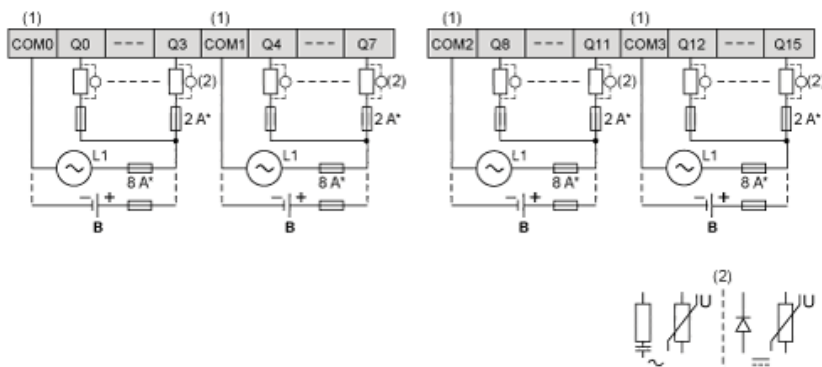 (1) (1) (1) (1)
COM0 Q0 --- Q3 COM1 Q4 --- Q7 COM2 Q8 --- Q11 COM3 Q12 --- Q15
(2) (2) (2) (2)
2 A* 2 A* 2 A* 2 A*
L1 L1 L1 L1
8 A* 8 A* 8 A* 8 A*
− + − + − + − +
B B B B
(2)
U U